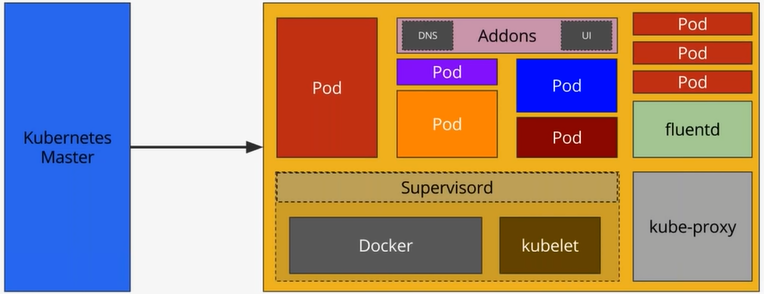 Kubernetes
Master
Pod
DNS
Addons
UI
Pod
Pod
Pod
Pod
Pod
Pod
Pod
fluentd
Supervisord
Docker
kubelet
Pod
kube-proxy